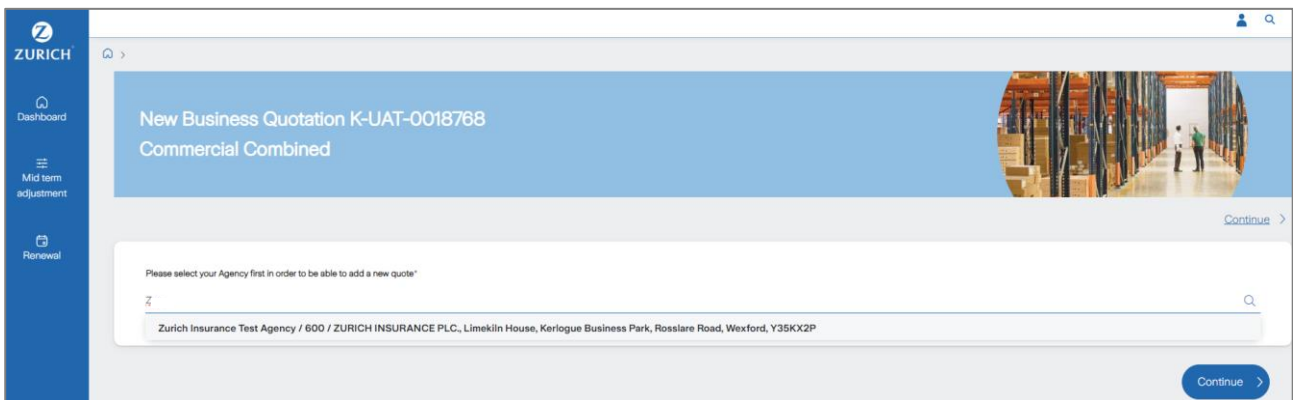 ZURICH
Dashboard
Mid term
adjustment
Renewal
New Business Quotation K-UAT-0018768
Commercial Combined
Continue
Please select your Agency first in order to be able to add a new quote*
Z
Zurich Insurance Test Agency / 600 / ZURICH INSURANCE PLC., Limekiln House, Kerlogue Business Park, Rosslare Road, Wexford, Y35KX2P
Continue